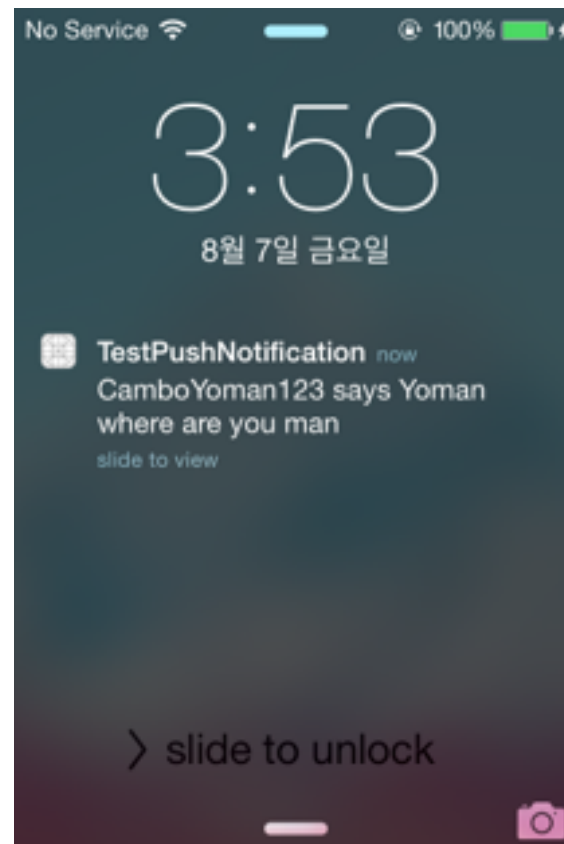 No Service 100%
3:53
8월 7일 금요일
TestPushNotification now
CamboYoman123 says Yoman
where are you man
slide to view
slide to unlock